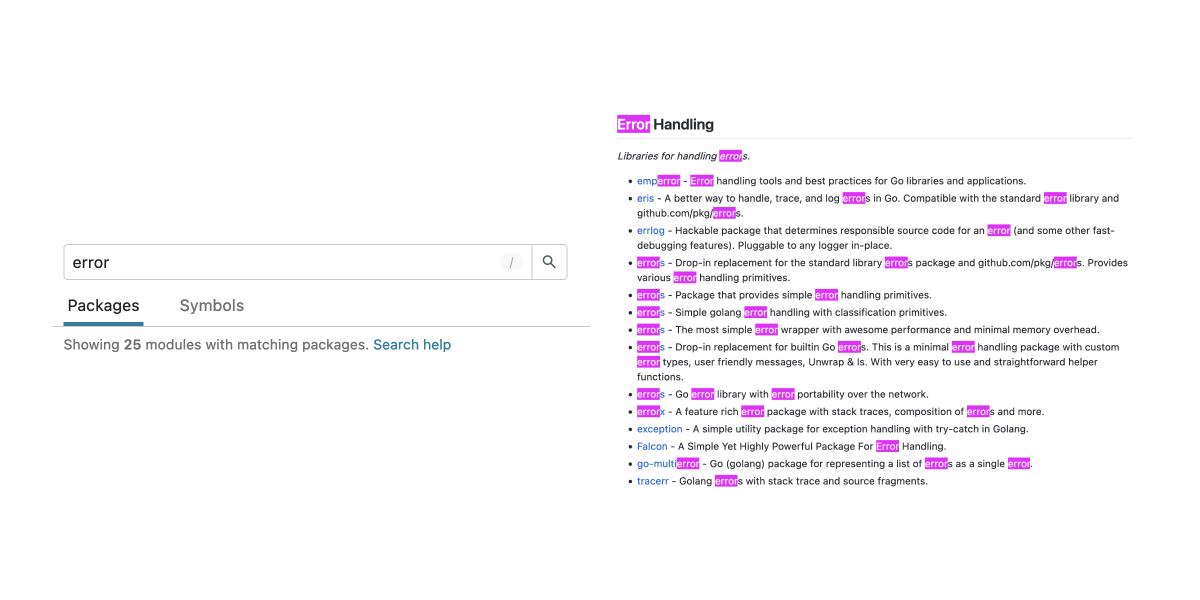 error
/
Packages Symbols
Showing 25 modules with matching packages. Search help
Error Handling
Libraries for handling errors.
• emperror - Error handling tools and best practices for Go libraries and applications.
• eris - A better way to handle, trace, and log errors in Go. Compatible with the standard error library and
github.com/pkg/errors.
• errlog - Hackable package that determines responsible source code for an error (and some other fast-
debugging features). Pluggable to any logger in-place.
• errors - Drop-in replacement for the standard library errors package and github.com/pkg/errors. Provides
various error handling primitives.
• errors - Package that provides simple error handling primitives.
• errors - Simple golang error handling with classification primitives.
• errors - The most simple error wrapper with awesome performance and minimal memory overhead.
• errors - Drop-in replacement for builtin Go errors. This is a minimal error handling package with custom
error types, user friendly messages, Unwrap & Is. With very easy to use and straightforward helper
functions.
• errors - Go error library with error portability over the network.
• errorx - A feature rich error package with stack traces, composition of errors and more.
• exception - A simple utility package for exception handling with try-catch in Golang.
• Falcon - A Simple Yet Highly Powerful Package For Error Handling.
• go-multierror - Go (golang) package for representing a list of errors as a single error.
• tracerr - Golang errors with stack trace and source fragments.